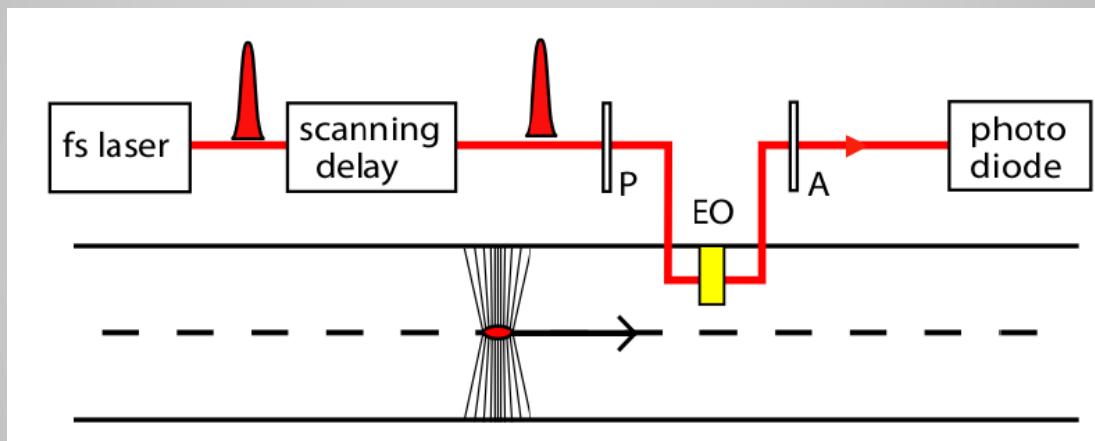 fs laser
scanning
delay
P
EO
A
photo
diode